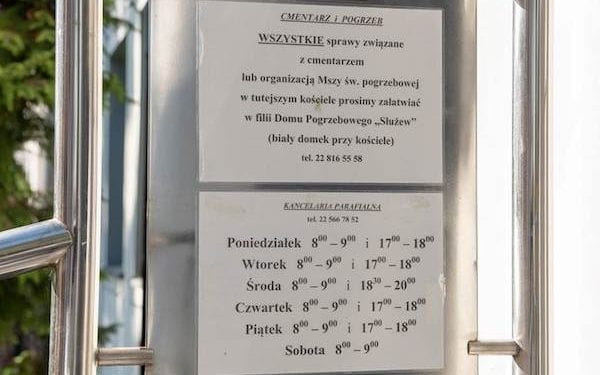 CMENTARZ i POGRZEB
WSZYSTKIE sprawy związane
z cmentarzem
lub organizacją Mszy św. pogrzebowej
w tutejszym kościele prosimy załatwiać
w filii Domu Pogrzebowego „Służew”
(biały domek przy kościele)
tel. 22 816 55 58
KANCELARIA PARAFIALNA
tel. 22 566 78 52
Poniedziałek 8⁰⁰ – 9⁰⁰ i 17⁰⁰ – 18⁰⁰
Wtorek 8⁰⁰ – 9⁰⁰ i 17⁰⁰ – 18⁰⁰
Środa 8⁰⁰ – 9⁰⁰ i 18³⁰ – 20⁰⁰
Czwartek 8⁰⁰ – 9⁰⁰ i 17⁰⁰ – 18⁰⁰
Piątek 8⁰⁰ – 9⁰⁰ i 17⁰⁰ – 18⁰⁰
Sobota 8⁰⁰ – 9⁰⁰